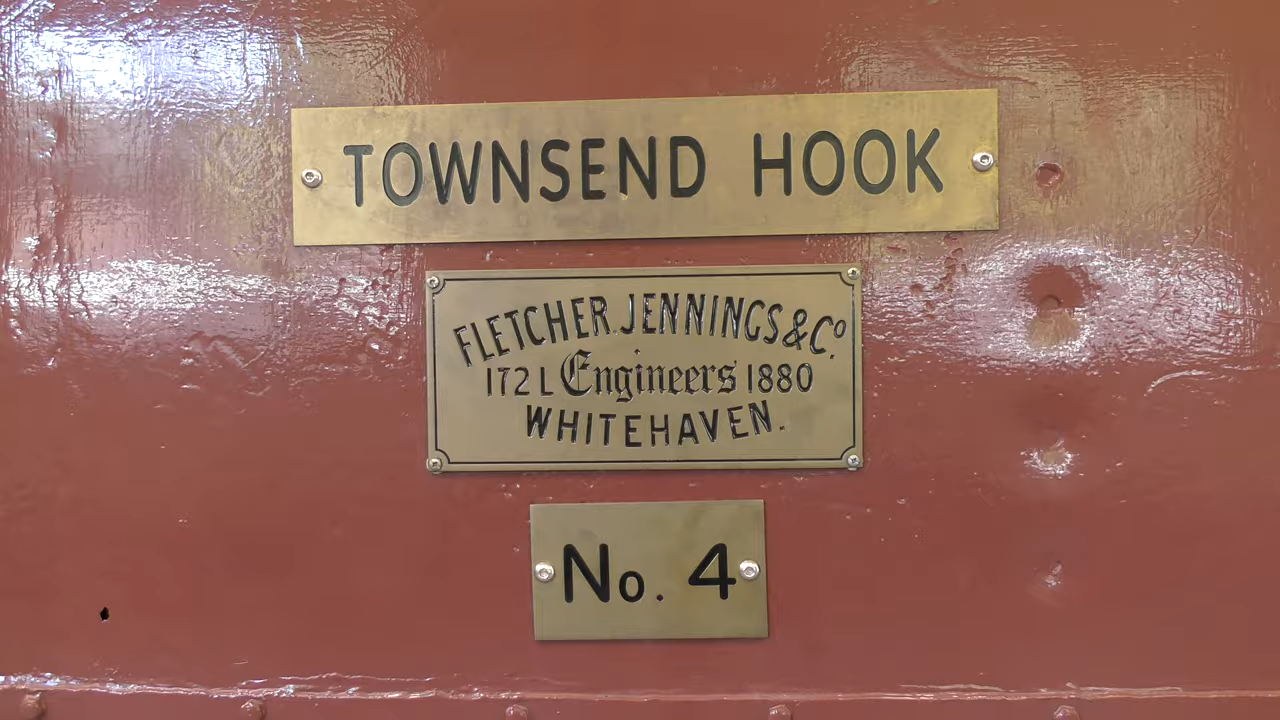 TOWNSEND HOOK
FLETCHER. JENNINGS & Cº.
172 L Engineers 1880
WHITEHAVEN.
No. 4